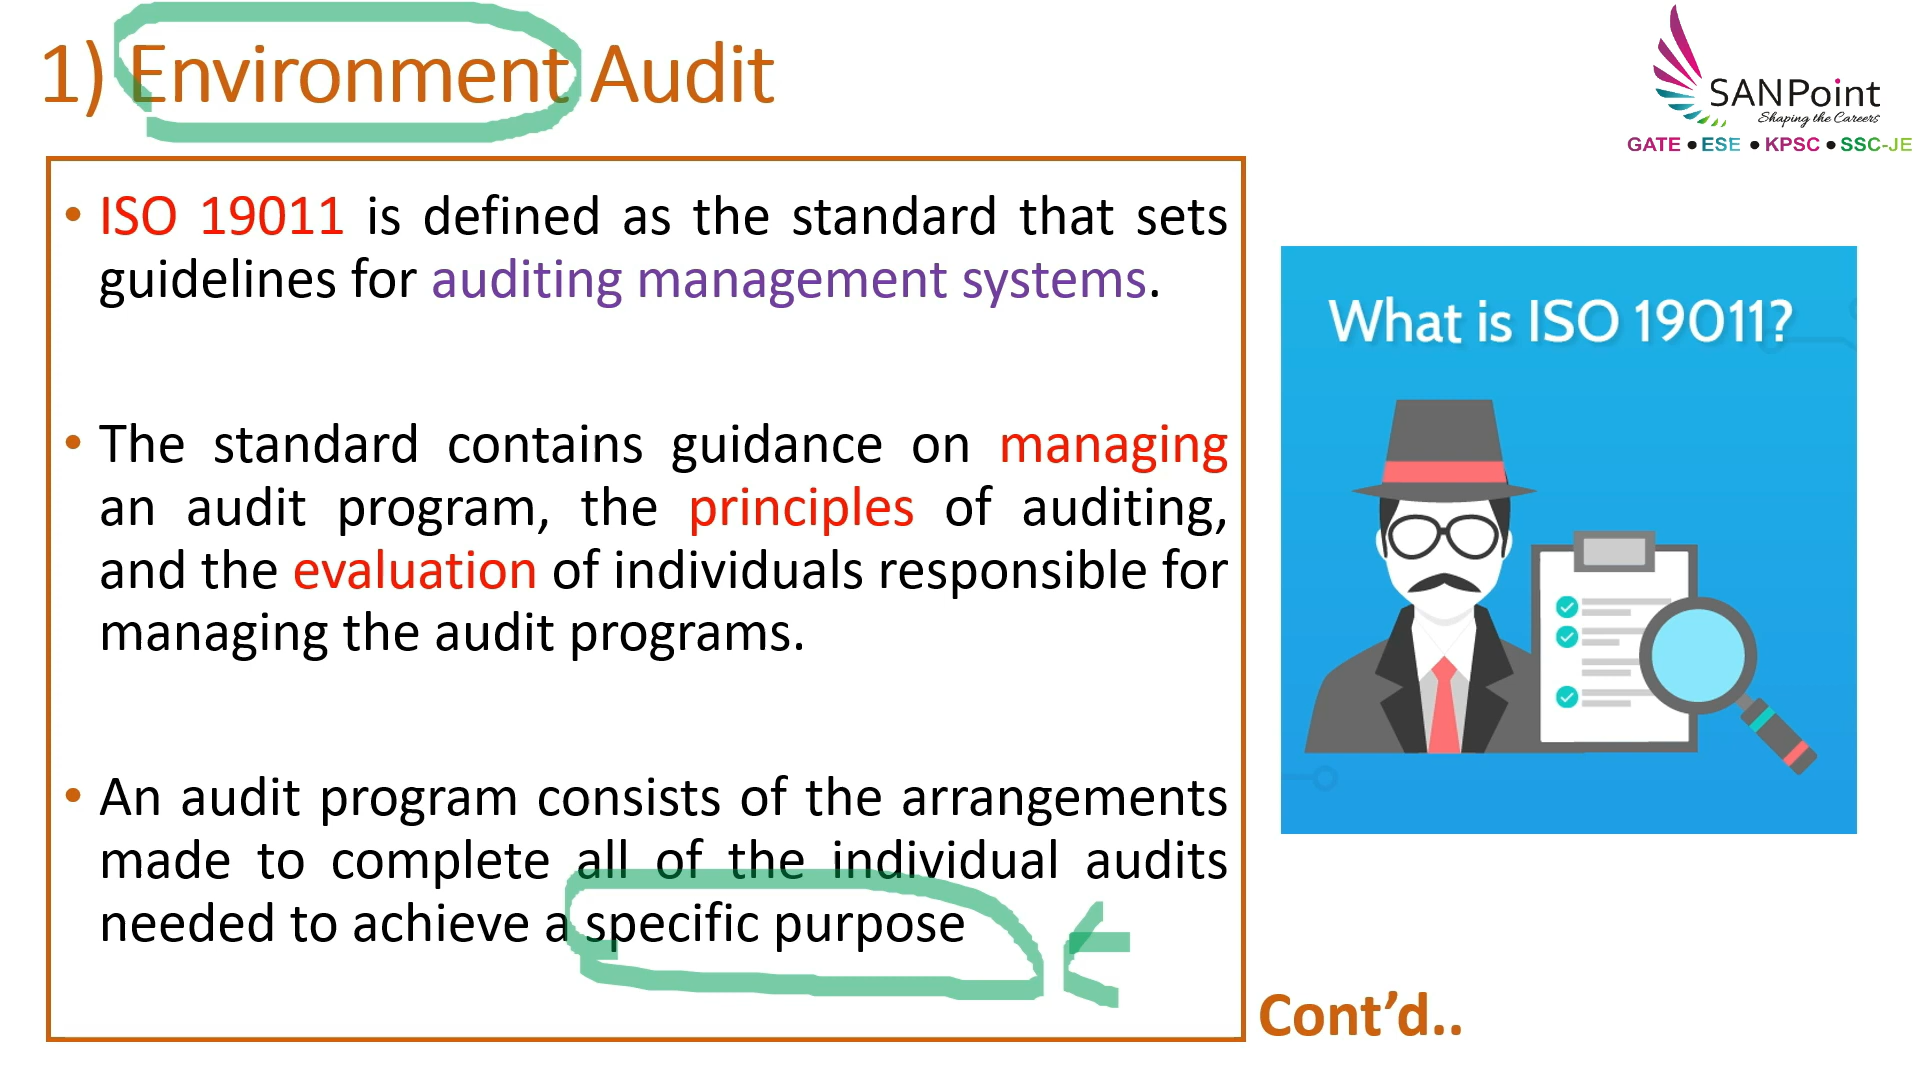 1) Environment Audit
SANPoint
Shaping the Careers
GATE ● ESE ● KPSC ● SSC-JE
• ISO 19011 is defined as the standard that sets
guidelines for auditing management systems.
• The standard contains guidance on managing
an audit program, the principles of auditing,
and the evaluation of individuals responsible for
managing the audit programs.
• An audit program consists of the arrangements
made to complete all of the individual audits
needed to achieve a specific purpose
What is ISO 19011?
Cont’d..